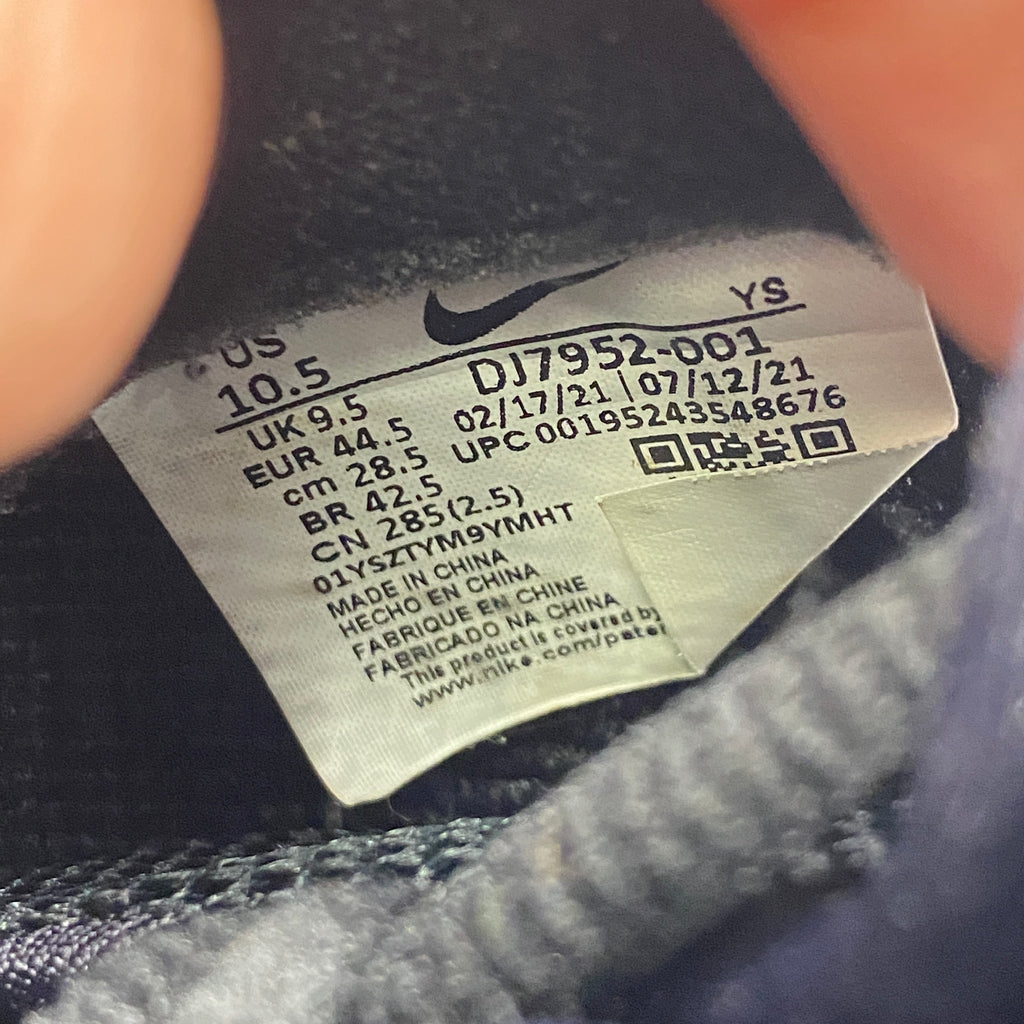 US
10.5
UK 9.5
EUR 44.5
cm 28.5
BR 42.5
CN 285(2.5)
01YSZTYM9YMHT
MADE IN CHINA
HECHO EN CHINA
FABRIQUE EN CHINE
FABRICADO NA CHINA
This product is covered by
www.nike.com/
YS
DJ7952-001
02/17/21 | 07/12/21
UPC 00195243548676